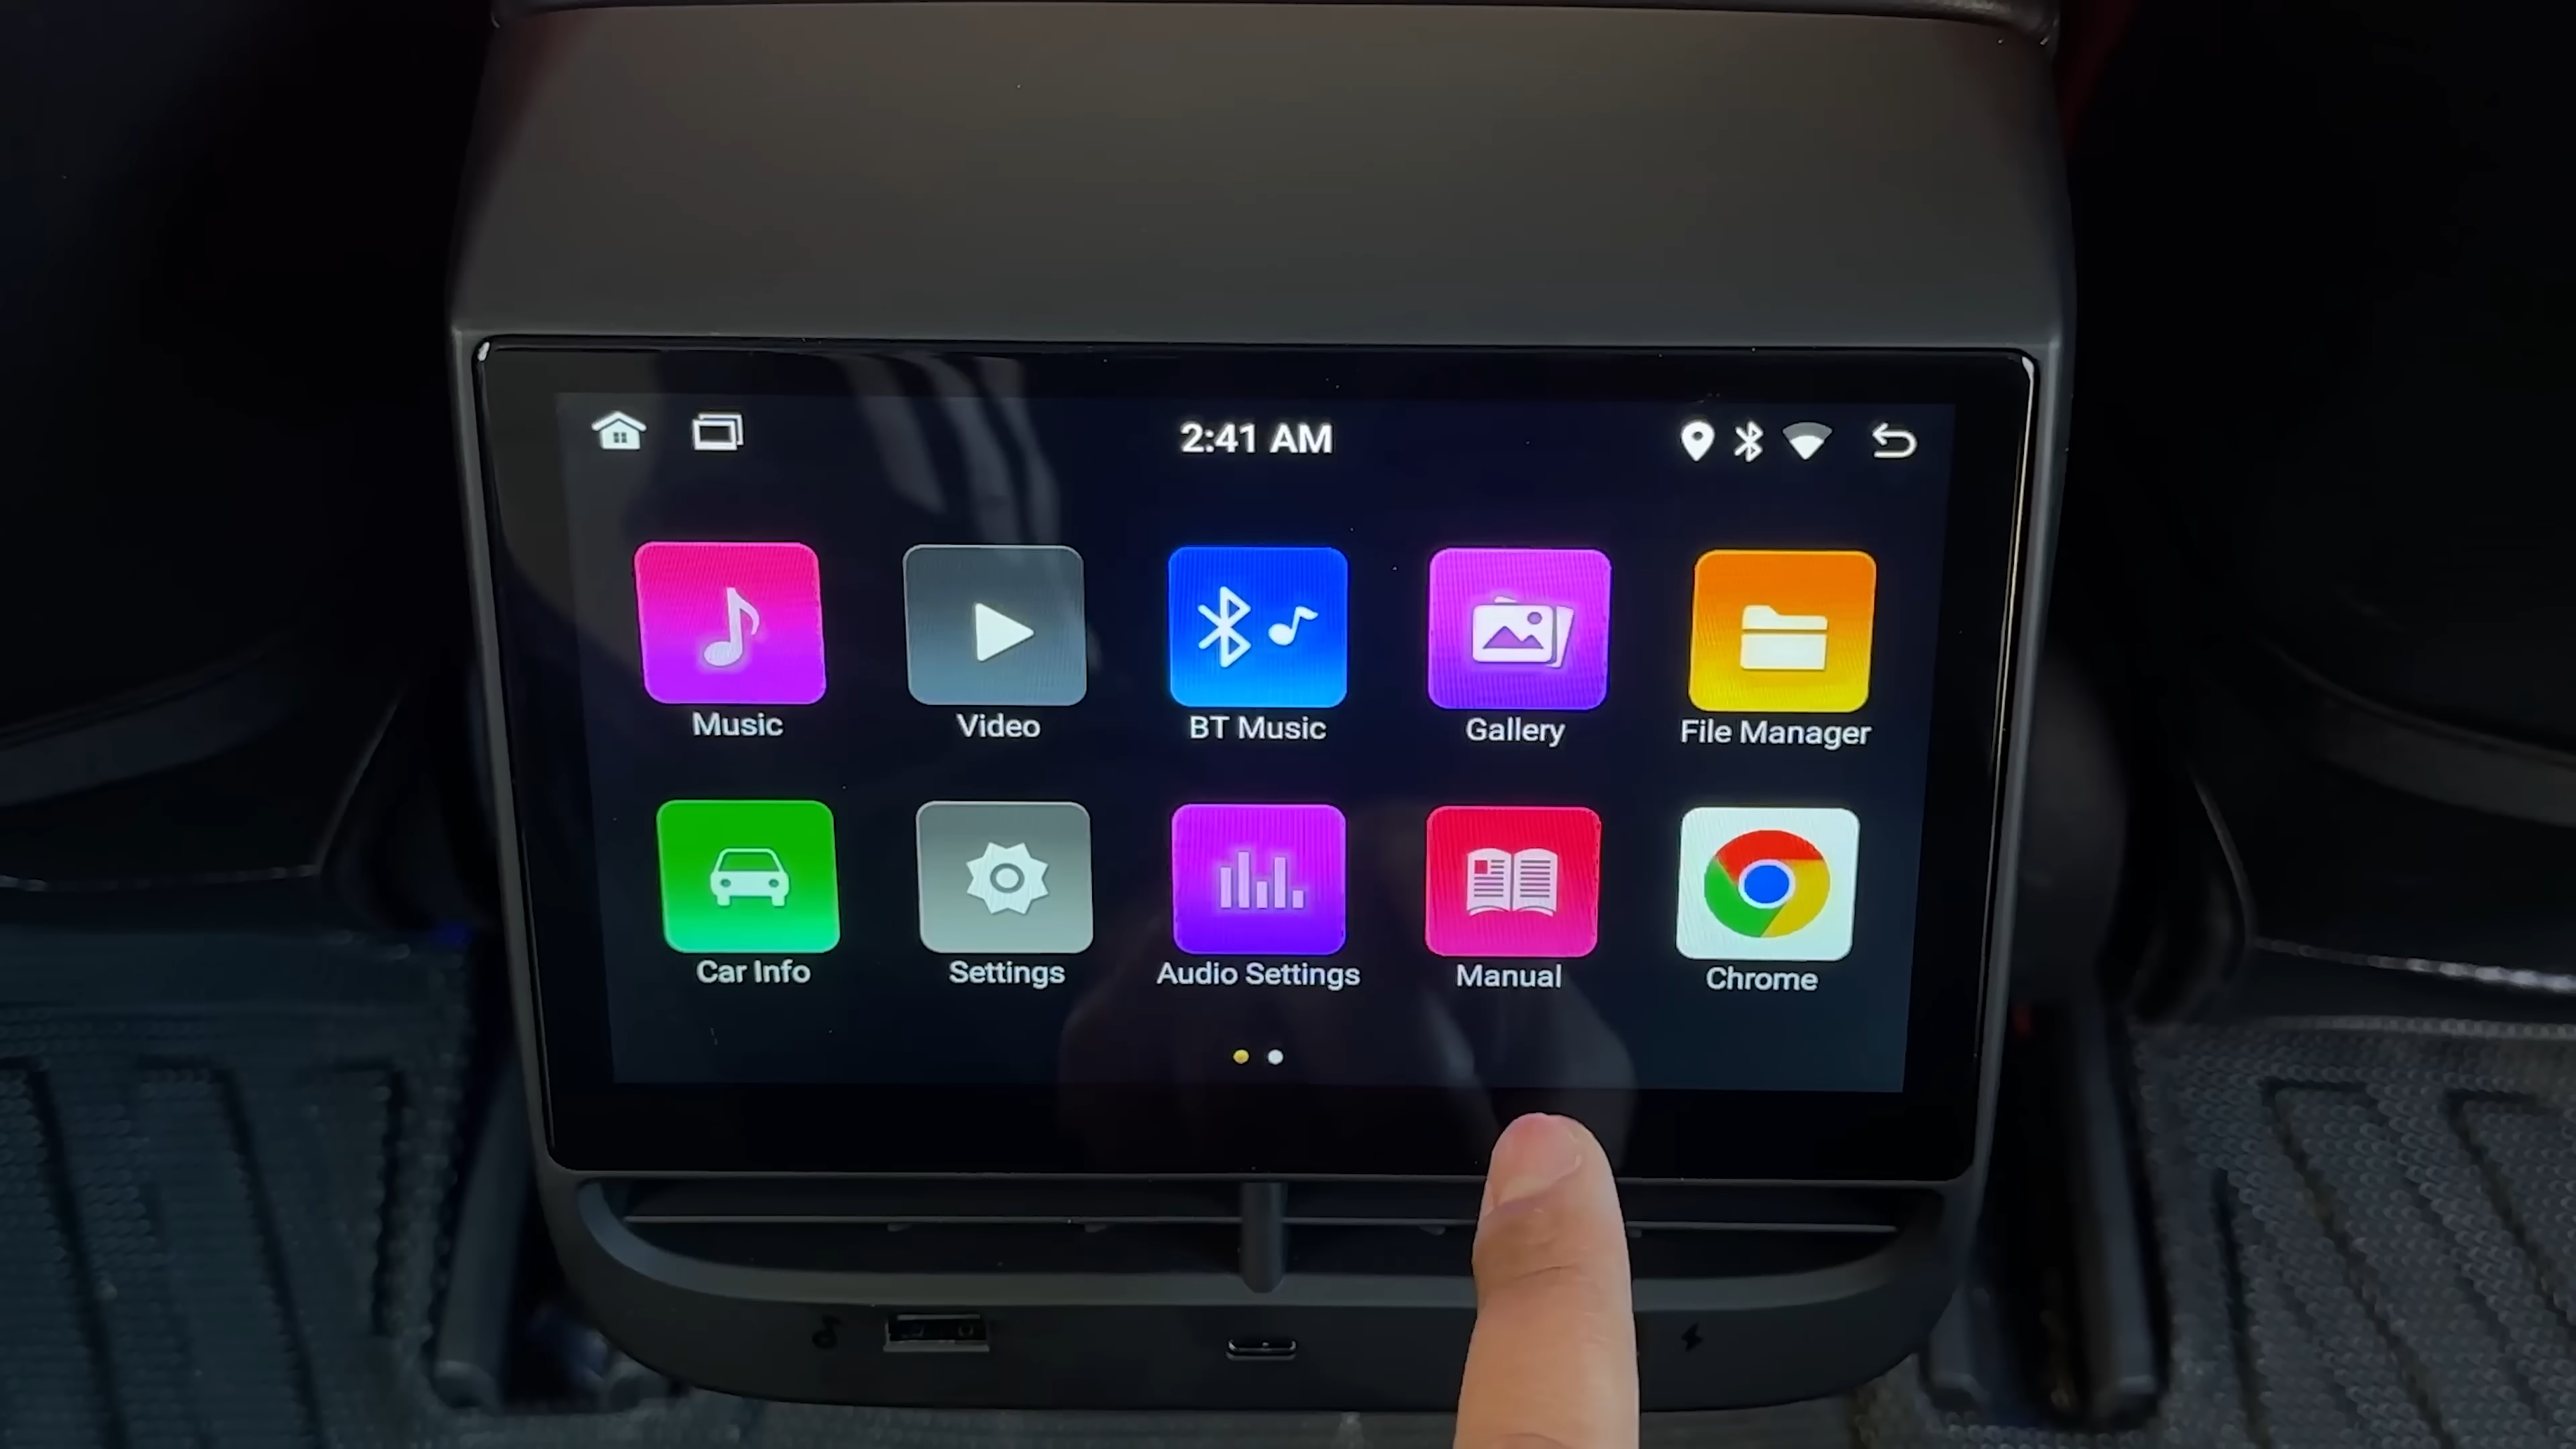 2:41 AM
Music
Video
BT Music
Gallery
File Manager
Car Info
Settings
Audio Settings
Manual
Chrome